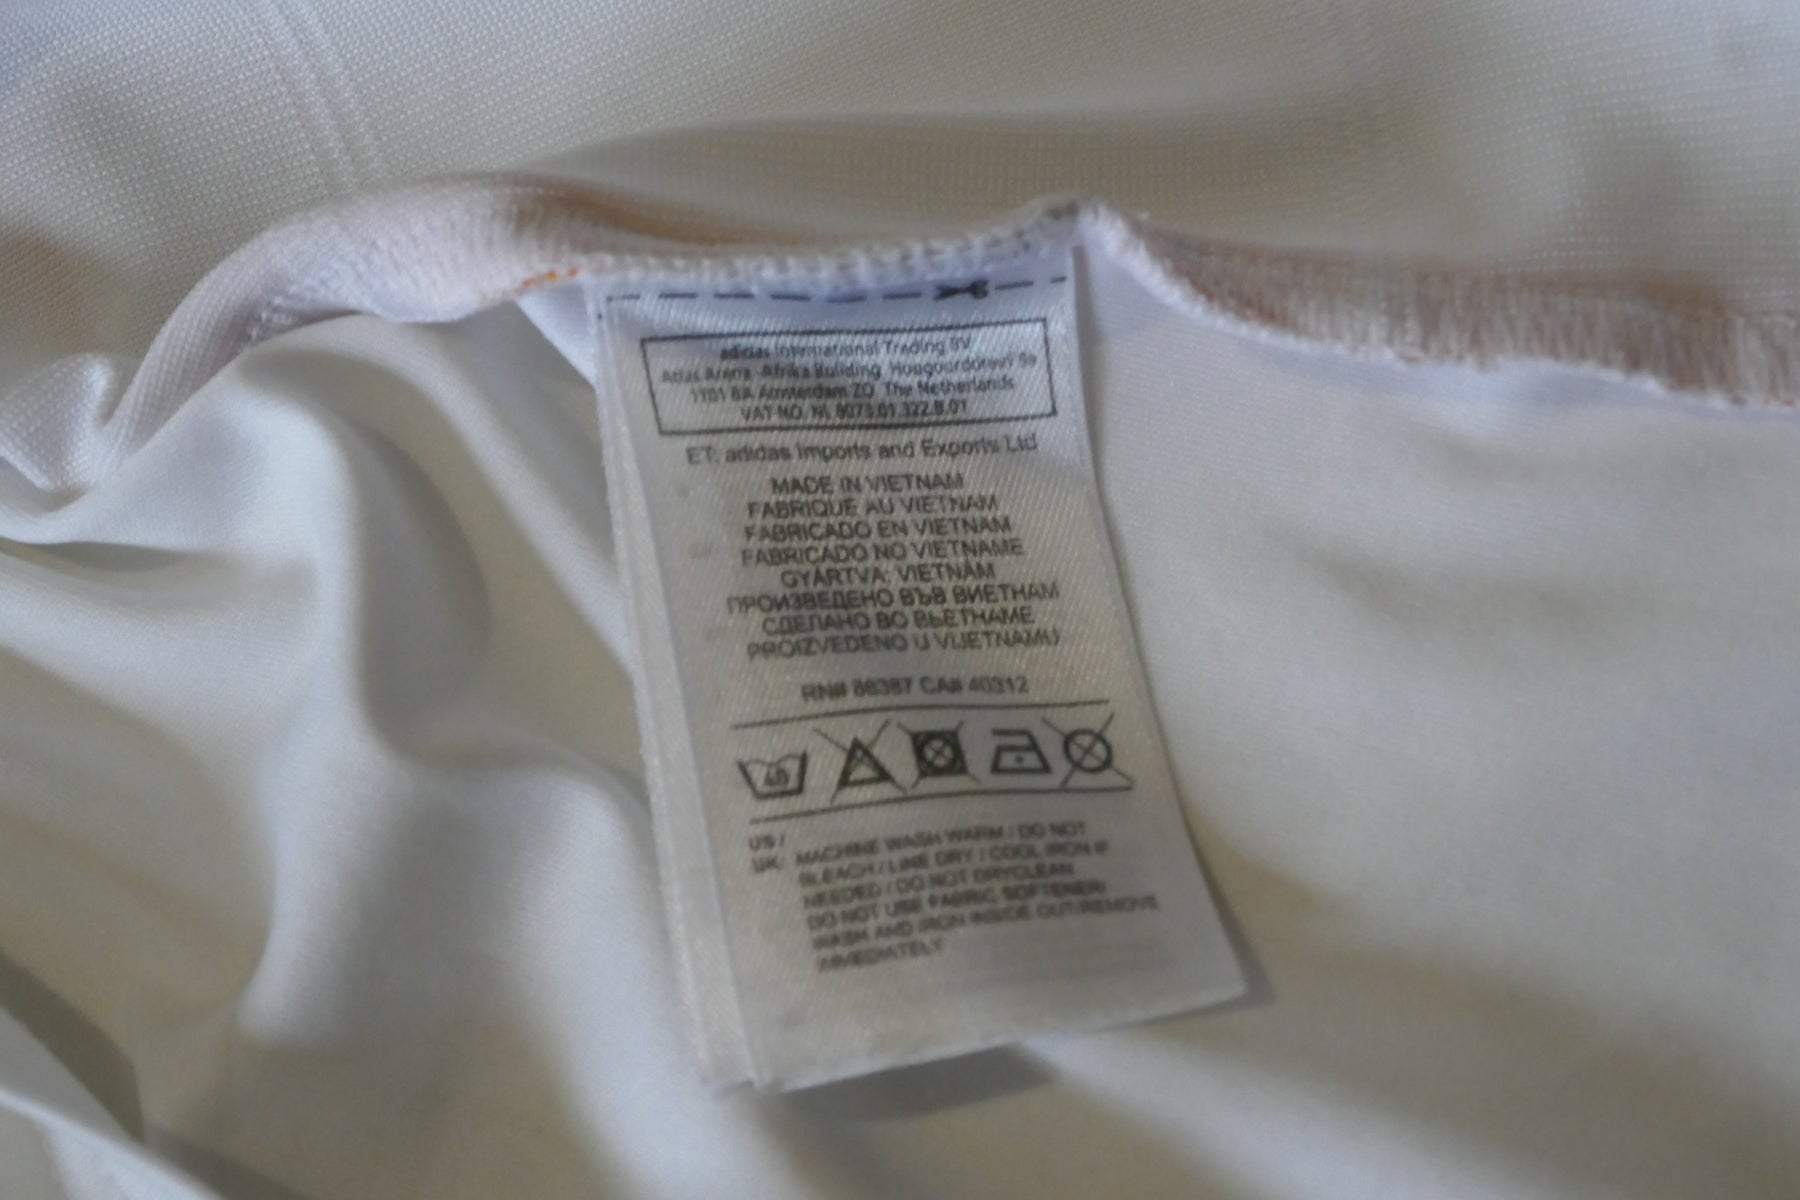 adidas International Trading BV
Atlas Arena -Afrika Building, Hoogoorddreef 9a
1101 BA Amsterdam ZO The Netherlands
VAT NO. NL 8073.01.322.B.01
ET: adidas Imports and Exports Ltd
MADE IN VIETNAM
FABRIQUÉ AU VIETNAM
FABRICADO EN VIETNAM
FABRICADO NO VIETNAME
GYÁRTVA: VIETNÁM
ПРОИЗВЕДЕНО ВЪВ ВИЕТНАМ
СДЕЛАНО ВО ВЬЕТНАМЕ
PROIZVEDENO U VIJETNAMU
RN# 88387 CA# 40312
40
US /
UK: MACHINE WASH WARM / DO NOT
BLEACH / LINE DRY / COOL IRON IF
NEEDED / DO NOT DRYCLEAN
DO NOT USE FABRIC SOFTENER/
WASH AND IRON INSIDE OUT/REMOVE
IMMEDIATELY